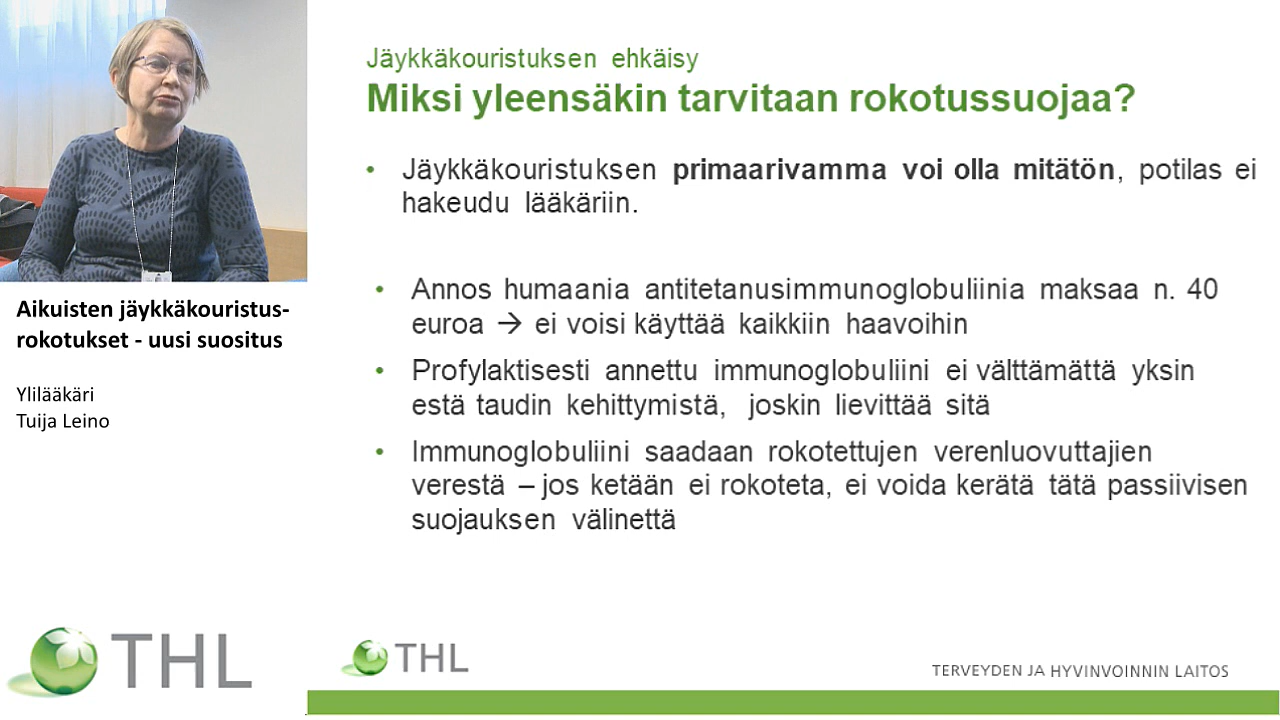 Jäykkäkouristuksen ehkäisy
Miksi yleensäkin tarvitaan rokotussuojaa?
• Jäykkäkouristuksen primaarivamma voi olla mitätön, potilas ei
hakeudu lääkäriin.
• Annos humaania antitetanusimmunoglobuliinia maksaa n. 40
euroa → ei voisi käyttää kaikkiin haavoihin
• Profylaktisesti annettu immunoglobuliini ei välttämättä yksin
estä taudin kehittymistä, joskin lievittää sitä
• Immunoglobuliini saadaan rokotettujen verenluovuttajien
verestä – jos ketään ei rokoteta, ei voida kerätä tätä passiivisen
suojauksen välinettä
Aikuisten jäykkäkouristus-
rokotukset - uusi suositus
Ylilääkäri
Tuija Leino
THL
THL
TERVEYDEN JA HYVINVOINNIN LAITOS